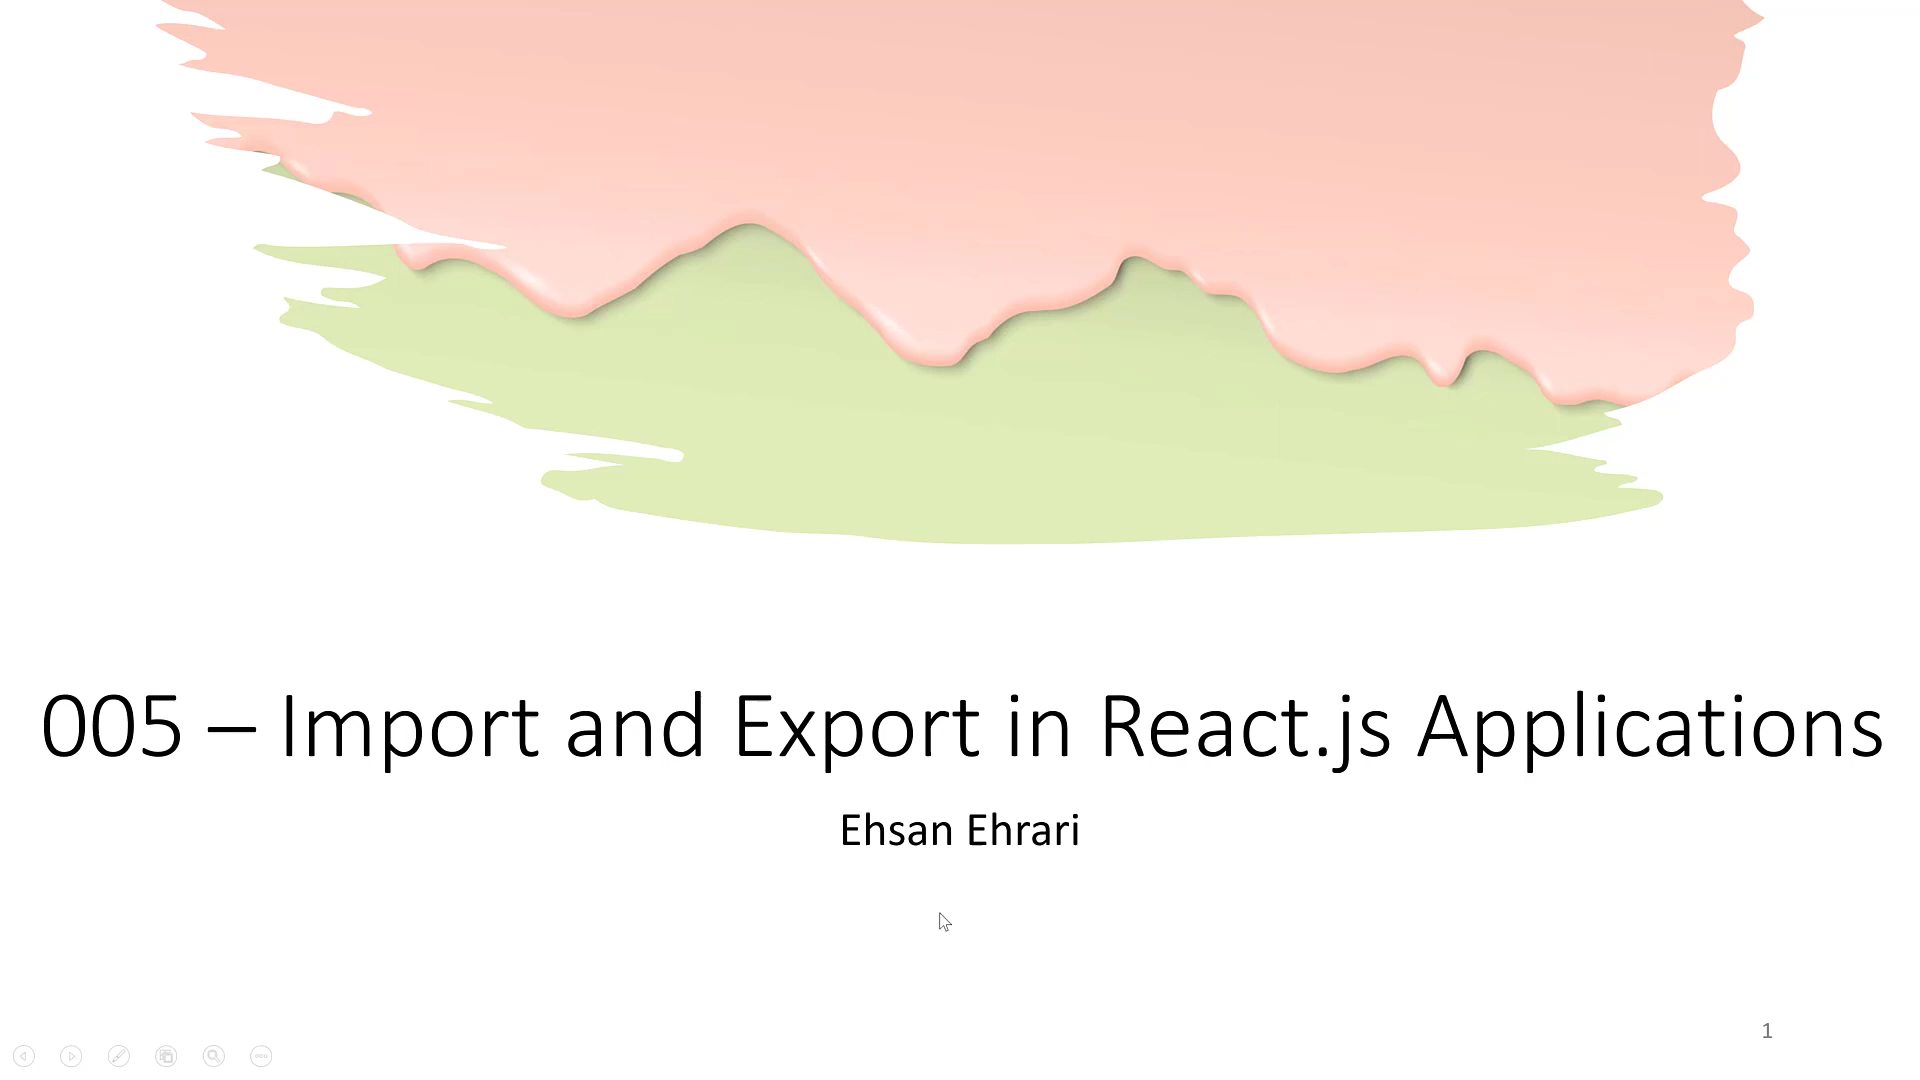 005 – Import and Export in React.js Applications
Ehsan Ehrari
1